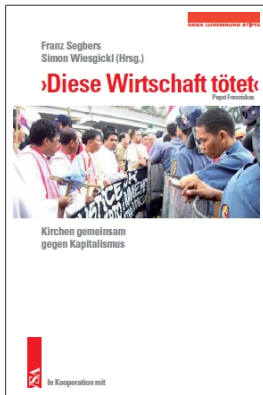 ROSA LUXEMBURG STIFTUNG
Franz Segbers
Simon Wiesgickl (Hrsg.)
›Diese Wirtschaft tötet‹
Papst Franziskus
Kirchen gemeinsam
gegen Kapitalismus
VSA:
In Kooperation mit